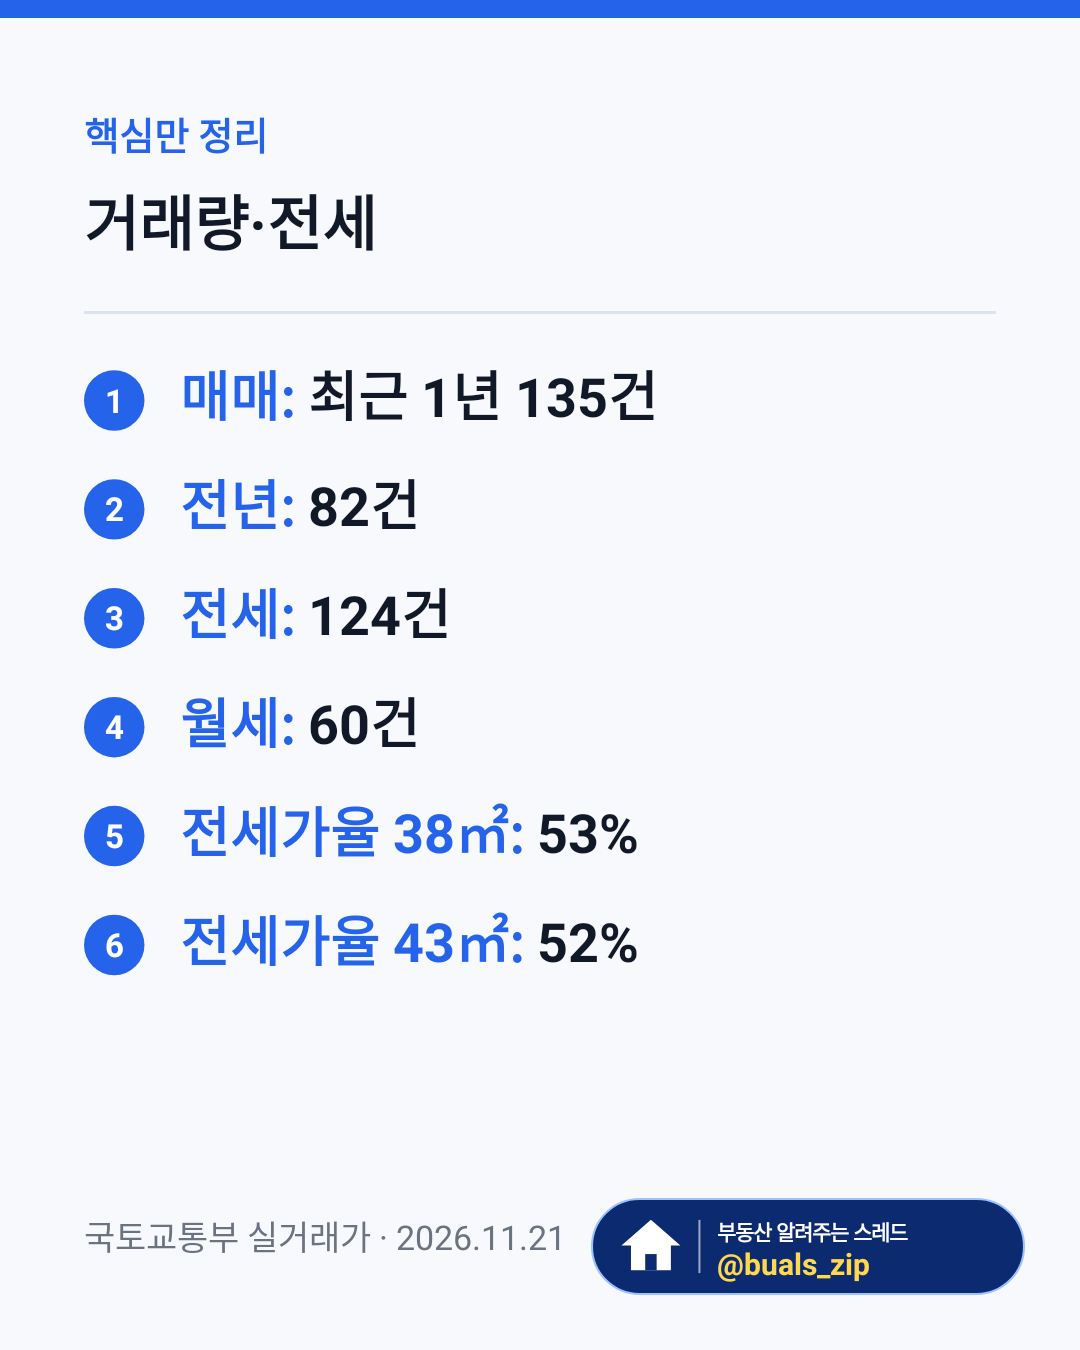 핵심만 정리
거래량·전세
1 매매: 최근 1년 135건
2 전년: 82건
3 전세: 124건
4 월세: 60건
5 전세가율 38㎡: 53%
6 전세가율 43㎡: 52%
국토교통부 실거래가 · 2026.11.21
부동산 알려주는 스레드
@buals_zip